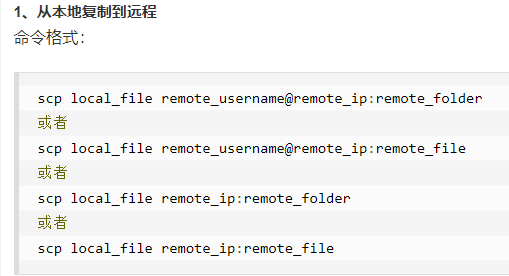 1、从本地复制到远程
命令格式：
scp local_file remote_username@remote_ip:remote_folder
或者
scp local_file remote_username@remote_ip:remote_file
或者
scp local_file remote_ip:remote_folder
或者
scp local_file remote_ip:remote_file